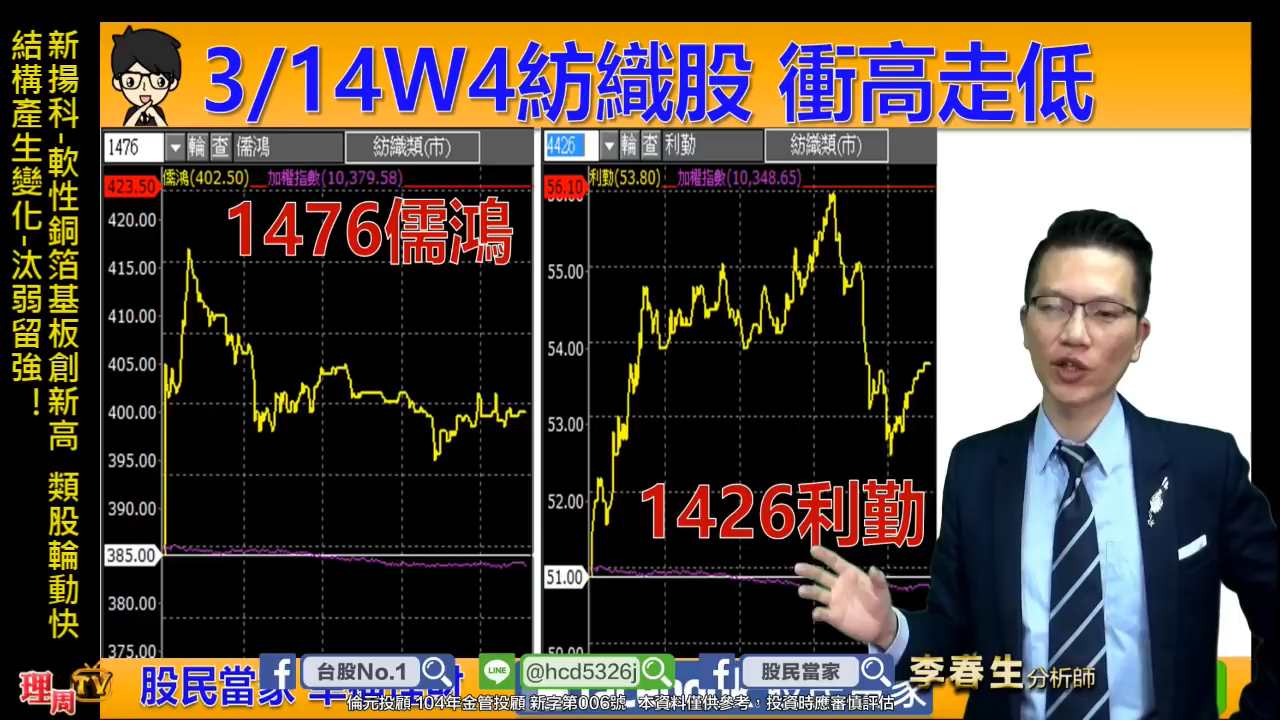 新揚科-軟性銅箔基板創新高 類股輪動快
結構產生變化-汰弱留強！
3/14W4紡織股 衝高走低
1476 輪 查 儒鴻 紡織類(市)
儒鴻(402.50) 加權指數(10,379.58)
423.50
420.00
415.00
410.00
405.00
400.00
395.00
390.00
385.00
380.00
375.00
1476儒鴻
4426 輪 查 利勤 紡織類(市)
利勤(53.80) 加權指數(10,348.65)
56.10
55.00
54.00
53.00
52.00
51.00
50.00
1426利勤
理周TV
股民當家
台股No.1
LINE
@hcd5326j
股民當家
李春生分析師
倫元投顧 104年金管投顧 新字第006號 本資料僅供參考，投資時應審慎評估